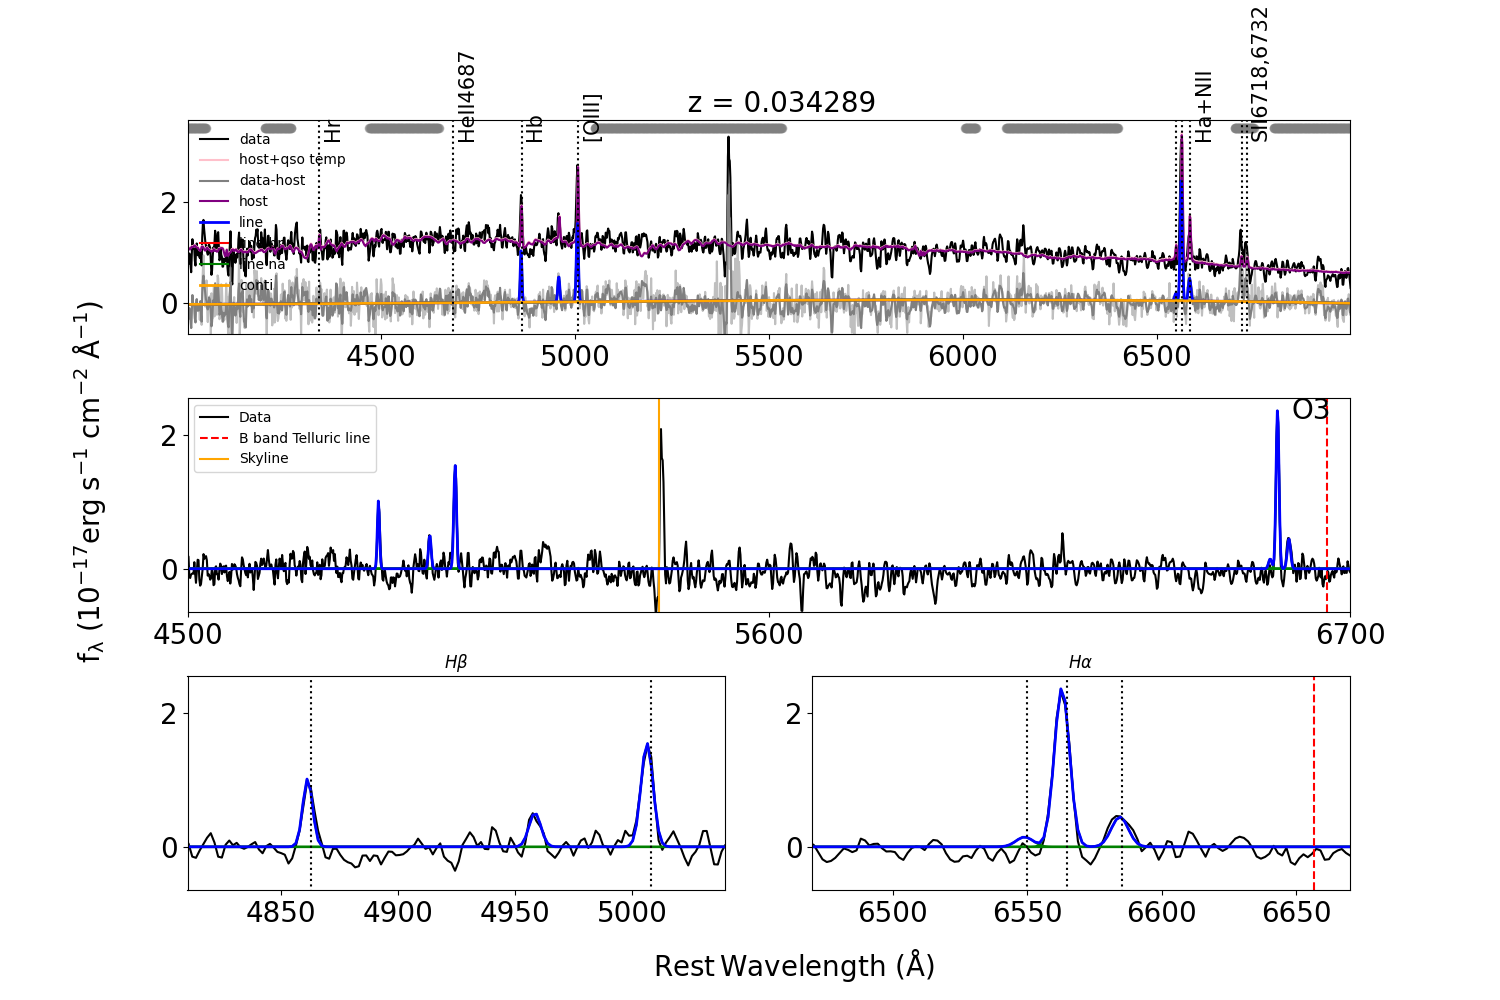 z = 0.034289
Hr
HeII4687
Hb
[OIII]
Ha+NII
SII6718,6732
data
host+qso temp
data-host
host
line
line na
conti
2
0
4500
5000
5500
6000
6500
Data
B band Telluric line
Skyline
O3
2
0
4500
5600
6700
fλ (10⁻¹⁷erg s⁻¹ cm⁻² Å⁻¹)
Hβ
2
0
4850
4900
4950
5000
Hα
2
0
6500
6550
6600
6650
Rest Wavelength (Å)